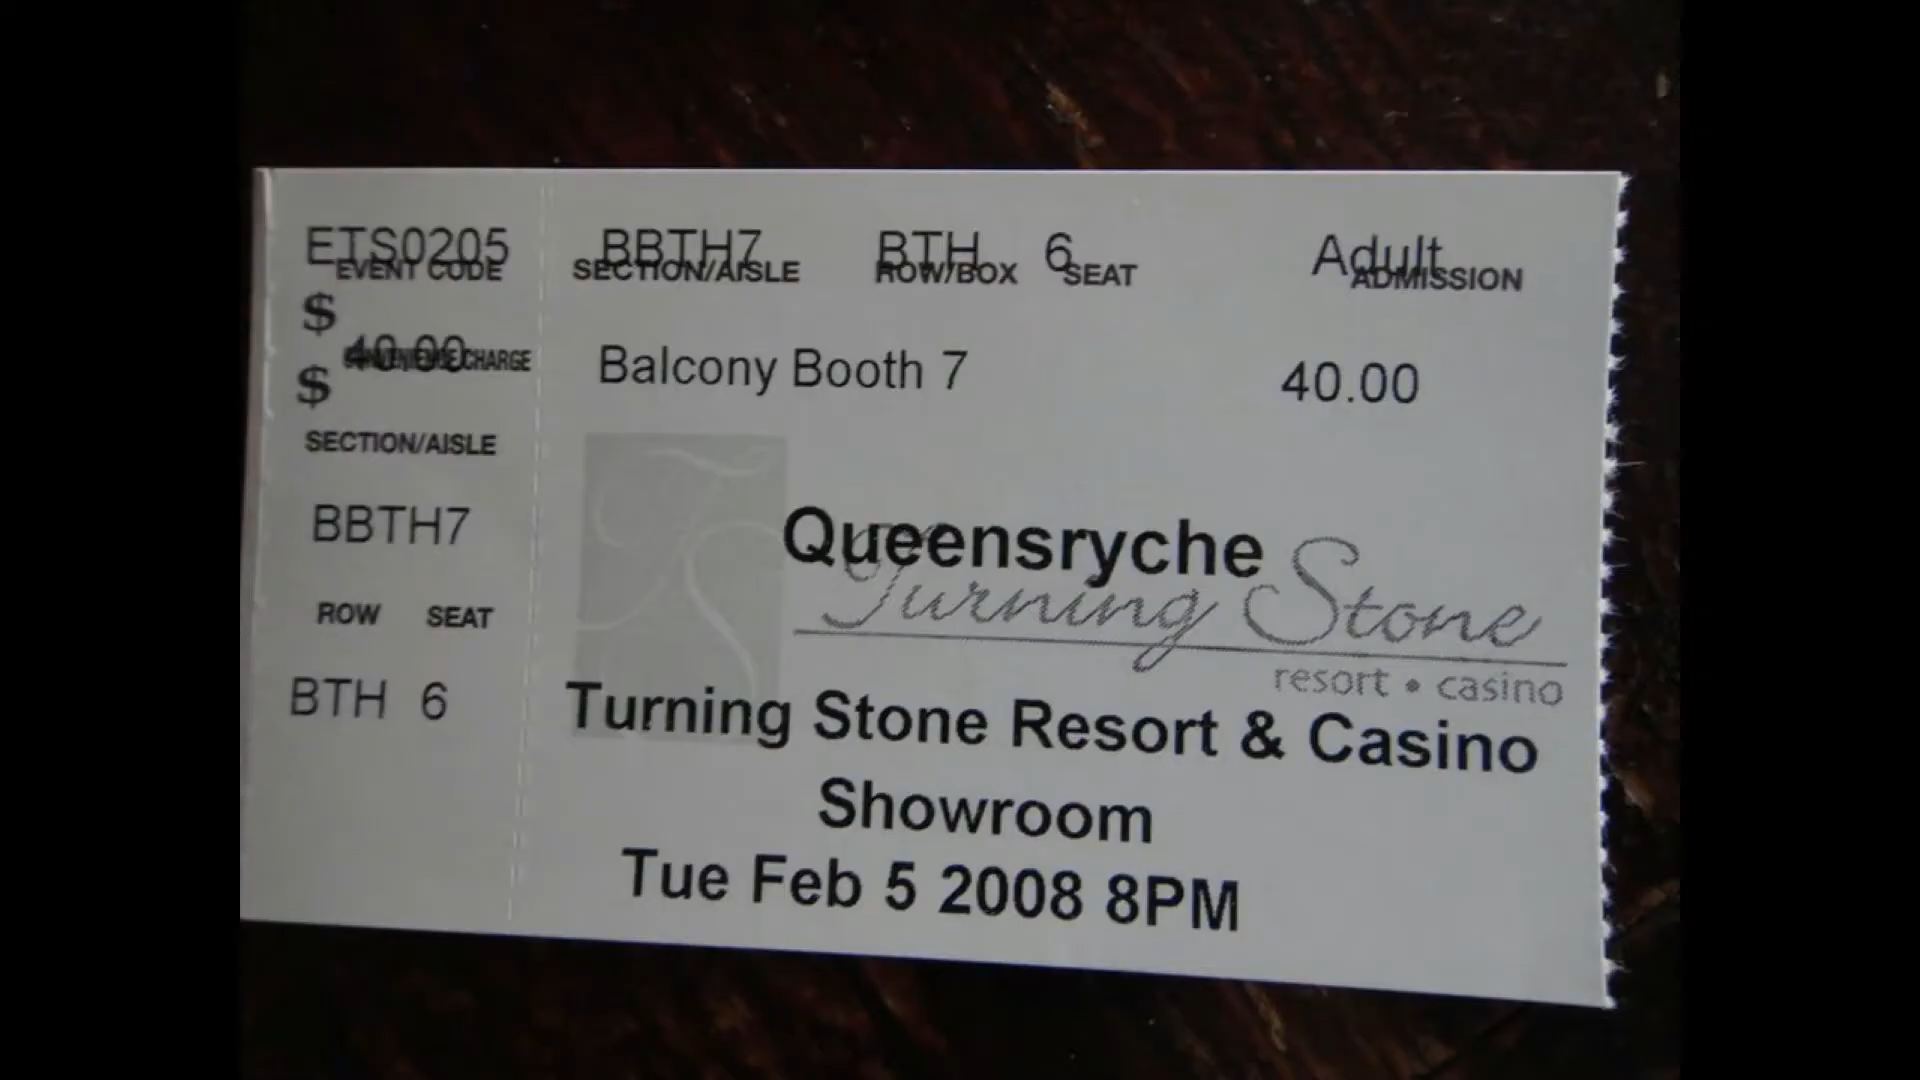 ETS0205 BBTH7 BTH 6 Adult
EVENT CODE SECTION/AISLE ROW/BOX SEAT ADMISSION
$
40.00 Balcony Booth 7 40.00
CONVENIENCE CHARGE
$
SECTION/AISLE
BBTH7
ROW SEAT
BTH 6
Queensryche
Turning Stone
resort • casino
Turning Stone Resort & Casino
Showroom
Tue Feb 5 2008 8PM